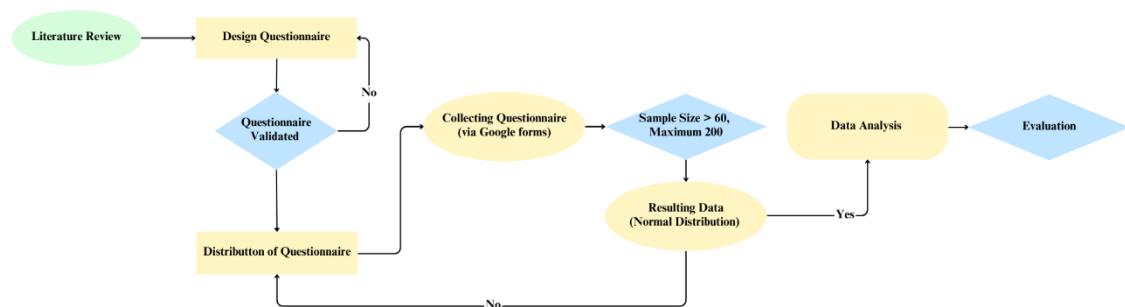 Literature Review
Design Questionnaire
No
Questionnaire
Validated
Distributton of Questionnaire
Collecting Questionnaire
(via Google forms)
Sample Size > 60,
Maximum 200
Resulting Data
(Normal Distribution)
No
Yes
Data Analysis
Evaluation